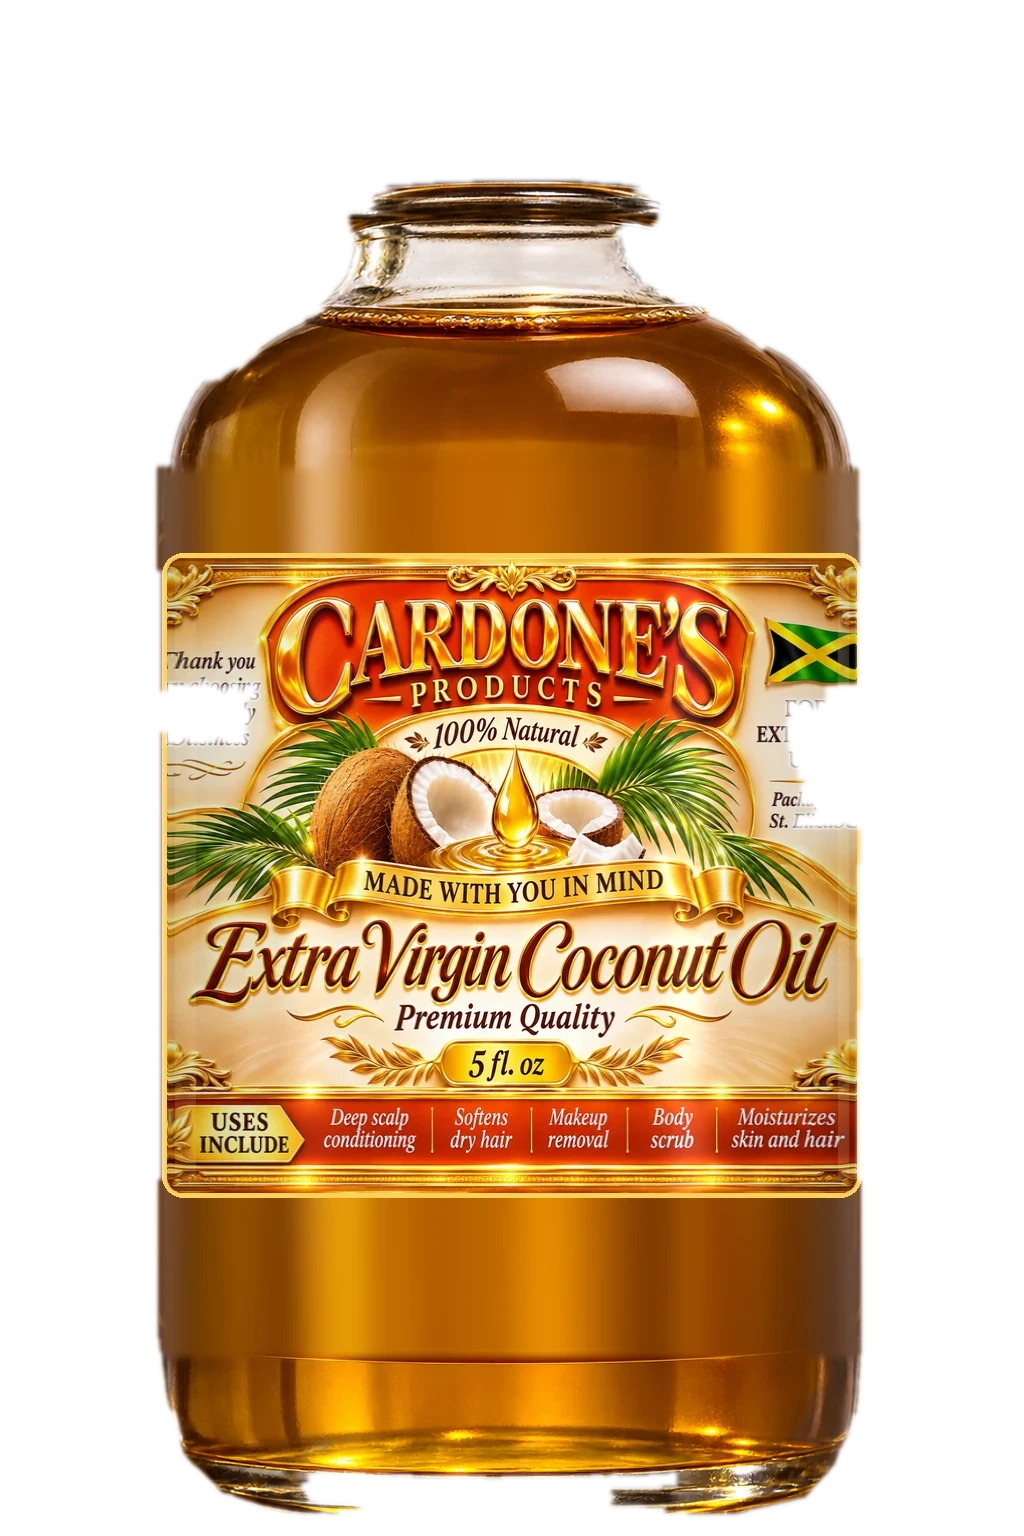 CARDONE'S
PRODUCTS
100% Natural
Thank you
MADE WITH YOU IN MIND
Extra Virgin Coconut Oil
Premium Quality
5 fl. oz
USES
INCLUDE
Deep scalp
conditioning
Softens
dry hair
Makeup
removal
Body
scrub
Moisturizes
skin and hair
St.